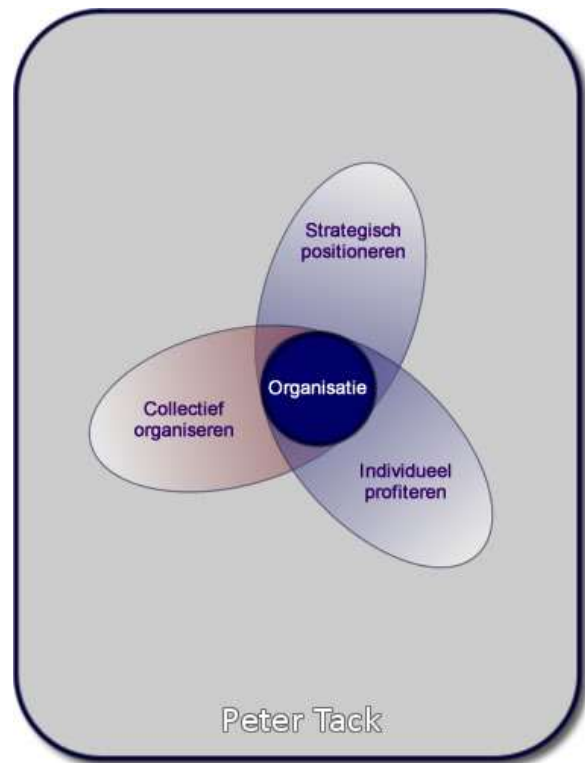 Strategisch
positioneren
Organisatie
Collectief
organiseren
Individueel
profiteren
Peter Tack